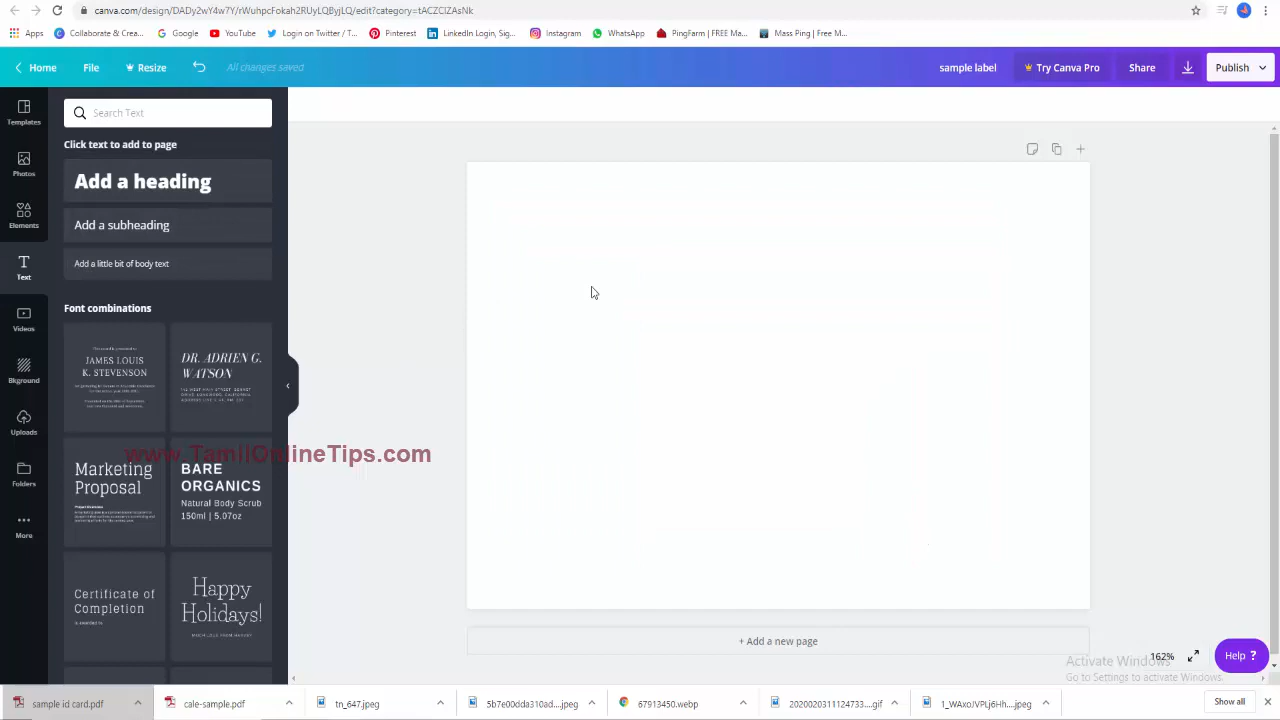 canva.com/design/DADy2wY4w7Y/rWuhpcFokah2RUyLQByjLQ/edit?category=tACZCIZAsNk
Apps
Collaborate & Crea...
Google
YouTube
Login on Twitter / T...
Pinterest
LinkedIn Login, Sig...
Instagram
WhatsApp
PingFarm | FREE Ma...
Mass Ping | Free M...
Home
File
Resize
All changes saved
sample label
Try Canva Pro
Share
Publish
Templates
Photos
Elements
Text
Videos
Bkground
Uploads
Folders
More
Search Text
Click text to add to page
Add a heading
Add a subheading
Add a little bit of body text
Font combinations
JAMES LOUIS
K. STEVENSON
DR. ADRIEN G.
WATSON
Marketing
Proposal
BARE
ORGANICS
Natural Body Scrub
150ml | 5.07oz
www.TamilOnlineTips.com
Certificate of
Completion
Happy
Holidays!
+ Add a new page
162%
Help ?
Activate Windows
Go to Settings to activate Windows.
sample id card.pdf
cale-sample.pdf
tn_647.jpeg
5b7e00dda310ad....jpeg
67913450.webp
2020020311124733....gif
1_WAxoJVPLj6Hh....jpeg
Show all